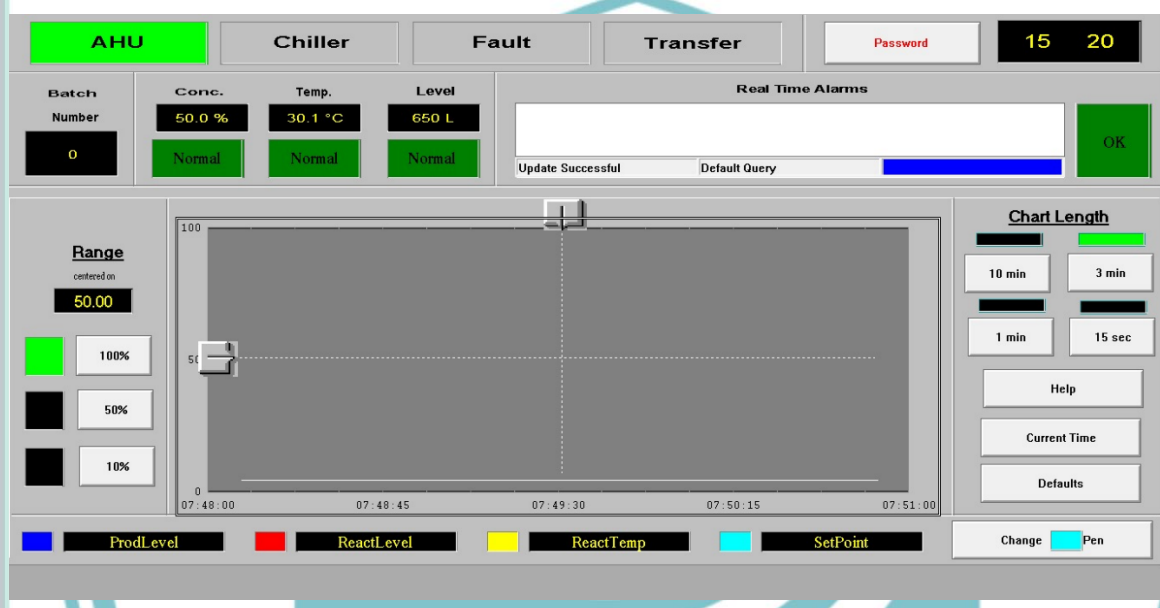 AHU Chiller Fault Transfer Password 15 20
Batch Number
0
Conc. Temp. Level
50.0 % 30.1 °C 650 L
Normal Normal Normal
Real Time Alarms
Update Successful Default Query
OK
Range
centered on
50.00
100%
50%
10%
100
50
0
07:48:00 07:48:45 07:49:30 07:50:15 07:51:00
Chart Length
10 min 3 min
1 min 15 sec
Help
Current Time
Defaults
ProdLevel ReactLevel ReactTemp SetPoint Change Pen